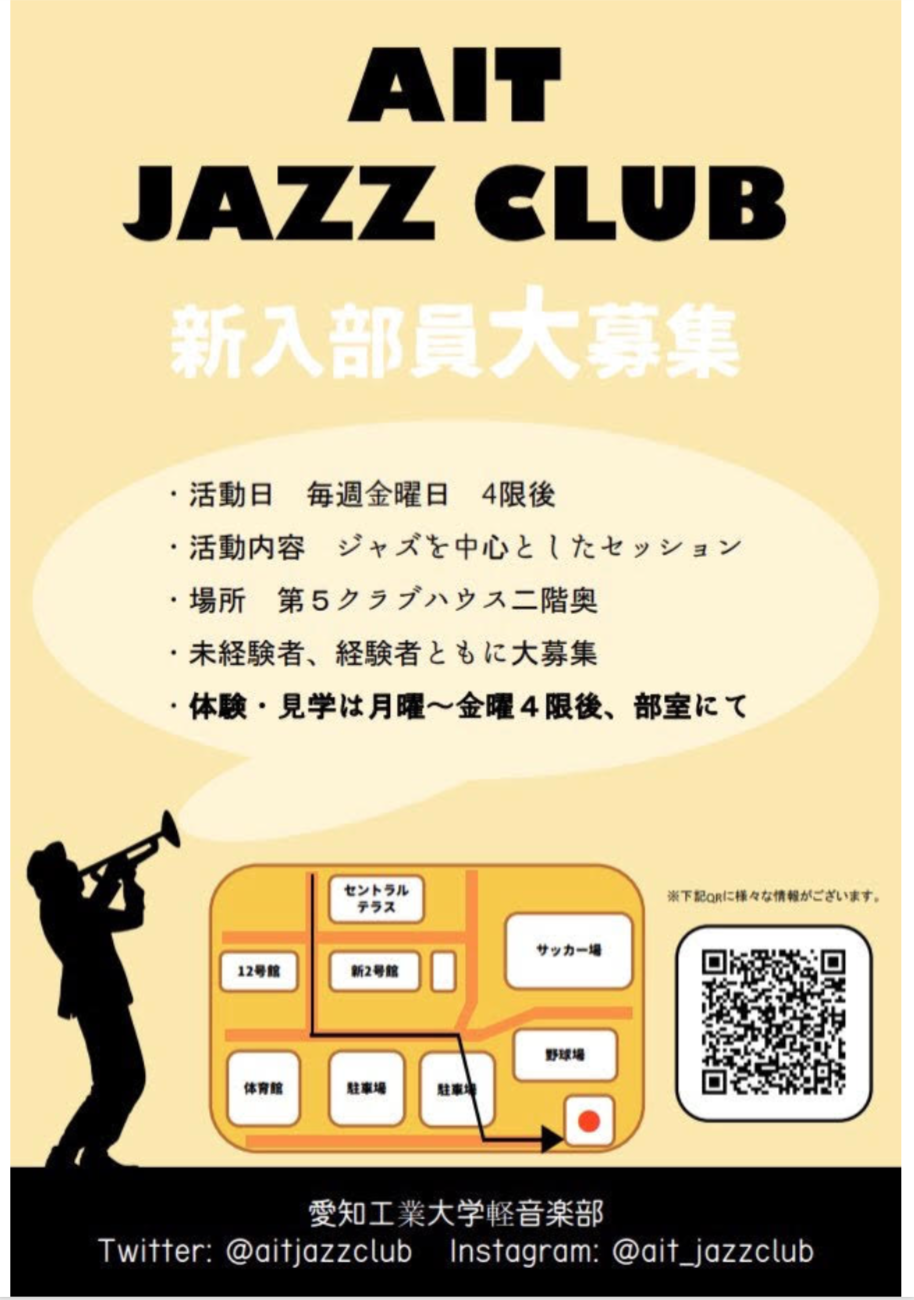 AIT
JAZZ CLUB
新入部員大募集
・活動日　毎週金曜日　4限後
・活動内容　ジャズを中心としたセッション
・場所　第５クラブハウス二階奥
・未経験者、経験者ともに大募集
・体験・見学は月曜～金曜４限後、部室にて
セントラル
テラス
12号館
新2号館
サッカー場
体育館
駐車場
駐車場
野球場
※下記QRに様々な情報がございます。
愛知工業大学軽音楽部
Twitter: @aitjazzclub　Instagram: @ait_jazzclub